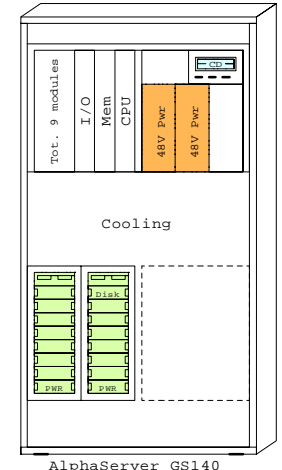 CD
Tot. 9 modules
I/O
Mem
CPU
48V Pwr
48V Pwr
Cooling
Disk
PWR
PWR
AlphaServer GS140